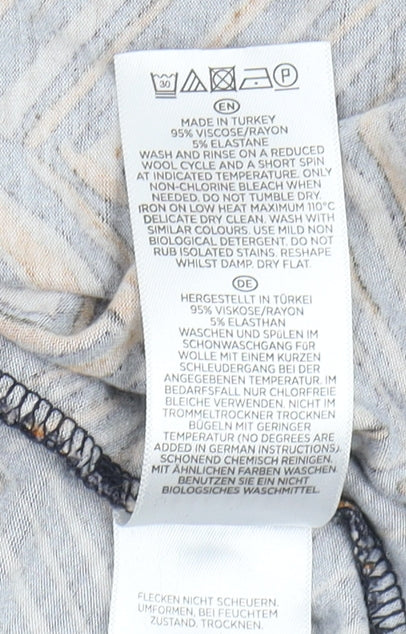 30 P
EN
MADE IN TURKEY
95% VISCOSE/RAYON
5% ELASTANE
WASH AND RINSE ON A REDUCED
WOOL CYCLE AND A SHORT SPIN
AT INDICATED TEMPERATURE. ONLY
NON-CHLORINE BLEACH WHEN
NEEDED. DO NOT TUMBLE DRY.
IRON ON LOW HEAT MAXIMUM 110°C
DELICATE DRY CLEAN. WASH WITH
SIMILAR COLOURS. USE MILD NON
BIOLOGICAL DETERGENT. DO NOT
RUB ISOLATED STAINS. RESHAPE
WHILST DAMP. DRY FLAT.
DE
HERGESTELLT IN TÜRKEI
95% VISKOSE/RAYON
5% ELASTHAN
WASCHEN UND SPÜLEN IM
SCHONWASCHGANG FüR
WOLLE MIT EINEM KURZEN
SCHLEUDERGANG BEI DER
ANGEGEBENEN TEMPERATUR. IM
BEDARFSFALL NUR CHLORFREIE
BLEICHE VERWENDEN. NICHT IM
TROMMELTROCKNER TROCKNEN
BÜGELN MIT GERINGER
TEMPERATUR (NO DEGREES ARE
ADDED IN GERMAN INSTRUCTIONS).
SCHONEND CHEMISCH REINIGEN.
MIT ÄHNLICHEN FARBEN WASCHEN.
BENUTZEN SIE EIN NICHT
BIOLOGSICHES WASCHMITTEL.
FLECKEN NICHT SCHEUERN.
UMFORMEN, BEI FEUCHTEM
ZUSTAND, TROCKNEN.